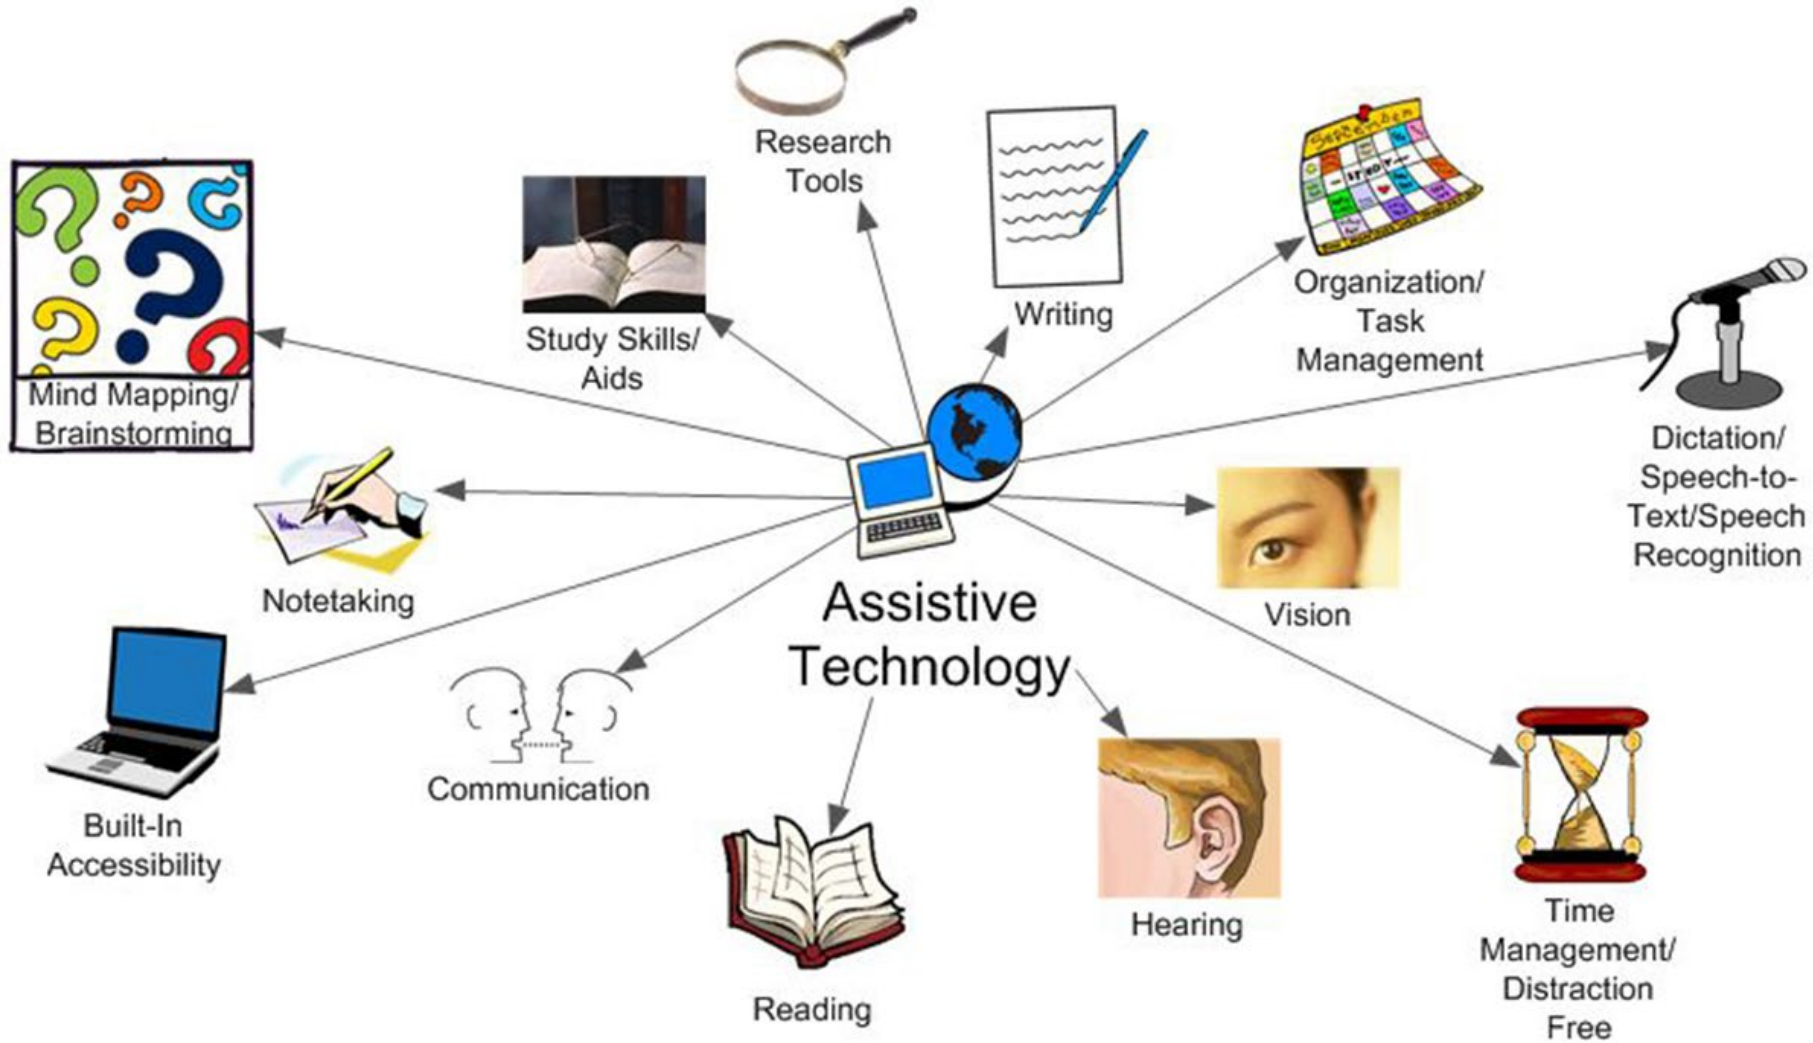 Research
Tools
September
Writing
Organization/
Task
Management
Study Skills/
Aids
Mind Mapping/
Brainstorming
Dictation/
Speech-to-
Text/Speech
Recognition
Notetaking
Vision
Assistive
Technology
Built-In
Accessibility
Communication
Reading
Hearing
Time
Management/
Distraction
Free